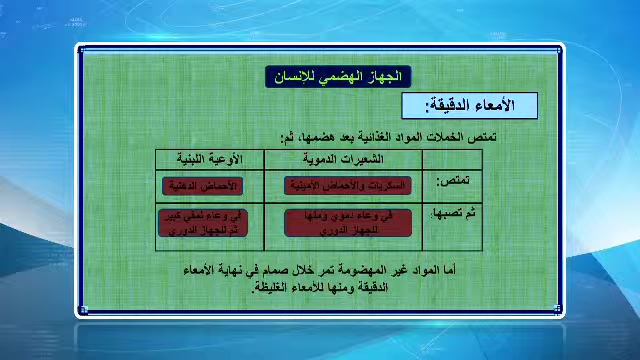 الجهاز الهضمي للإنسان
الأمعاء الدقيقة:
تمتص الخملات المواد الغذائية بعد هضمها، ثم:
الشعيرات الدموية
الأوعية اللبنية
تمتص:
السكريات والأحماض الأمينية
الأحماض الدهنية
ثم تصبها:
في وعاء دموي ومنها
للجهاز الدوري
في وعاء لمفي كبير
ثم للجهاز الدوري
أما المواد غير المهضومة تمر خلال صمام في نهاية الأمعاء
الدقيقة ومنها للأمعاء الغليظة.